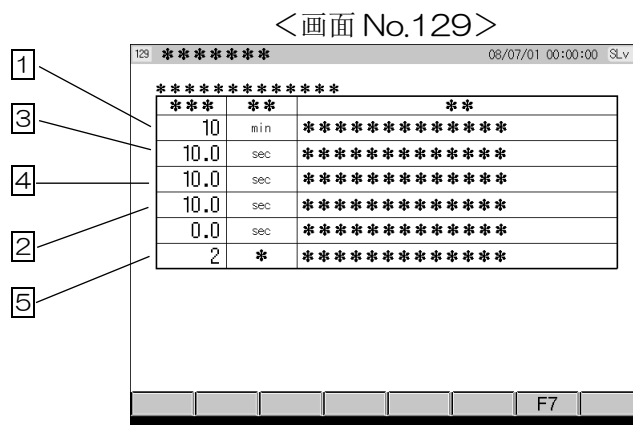 ＜画面 No.129＞
129 ＊＊＊＊＊＊＊ 08/07/01 00:00:00 SLv
＊＊＊＊＊＊＊＊＊＊＊＊＊
＊＊＊ ＊＊ ＊＊
1 10 min ＊＊＊＊＊＊＊＊＊＊＊＊＊
3 10.0 sec ＊＊＊＊＊＊＊＊＊＊＊＊＊
4 10.0 sec ＊＊＊＊＊＊＊＊＊＊＊＊＊
2 10.0 sec ＊＊＊＊＊＊＊＊＊＊＊＊＊
0.0 sec ＊＊＊＊＊＊＊＊＊＊＊＊＊
5 2 ＊ ＊＊＊＊＊＊＊＊＊＊＊＊＊
F7